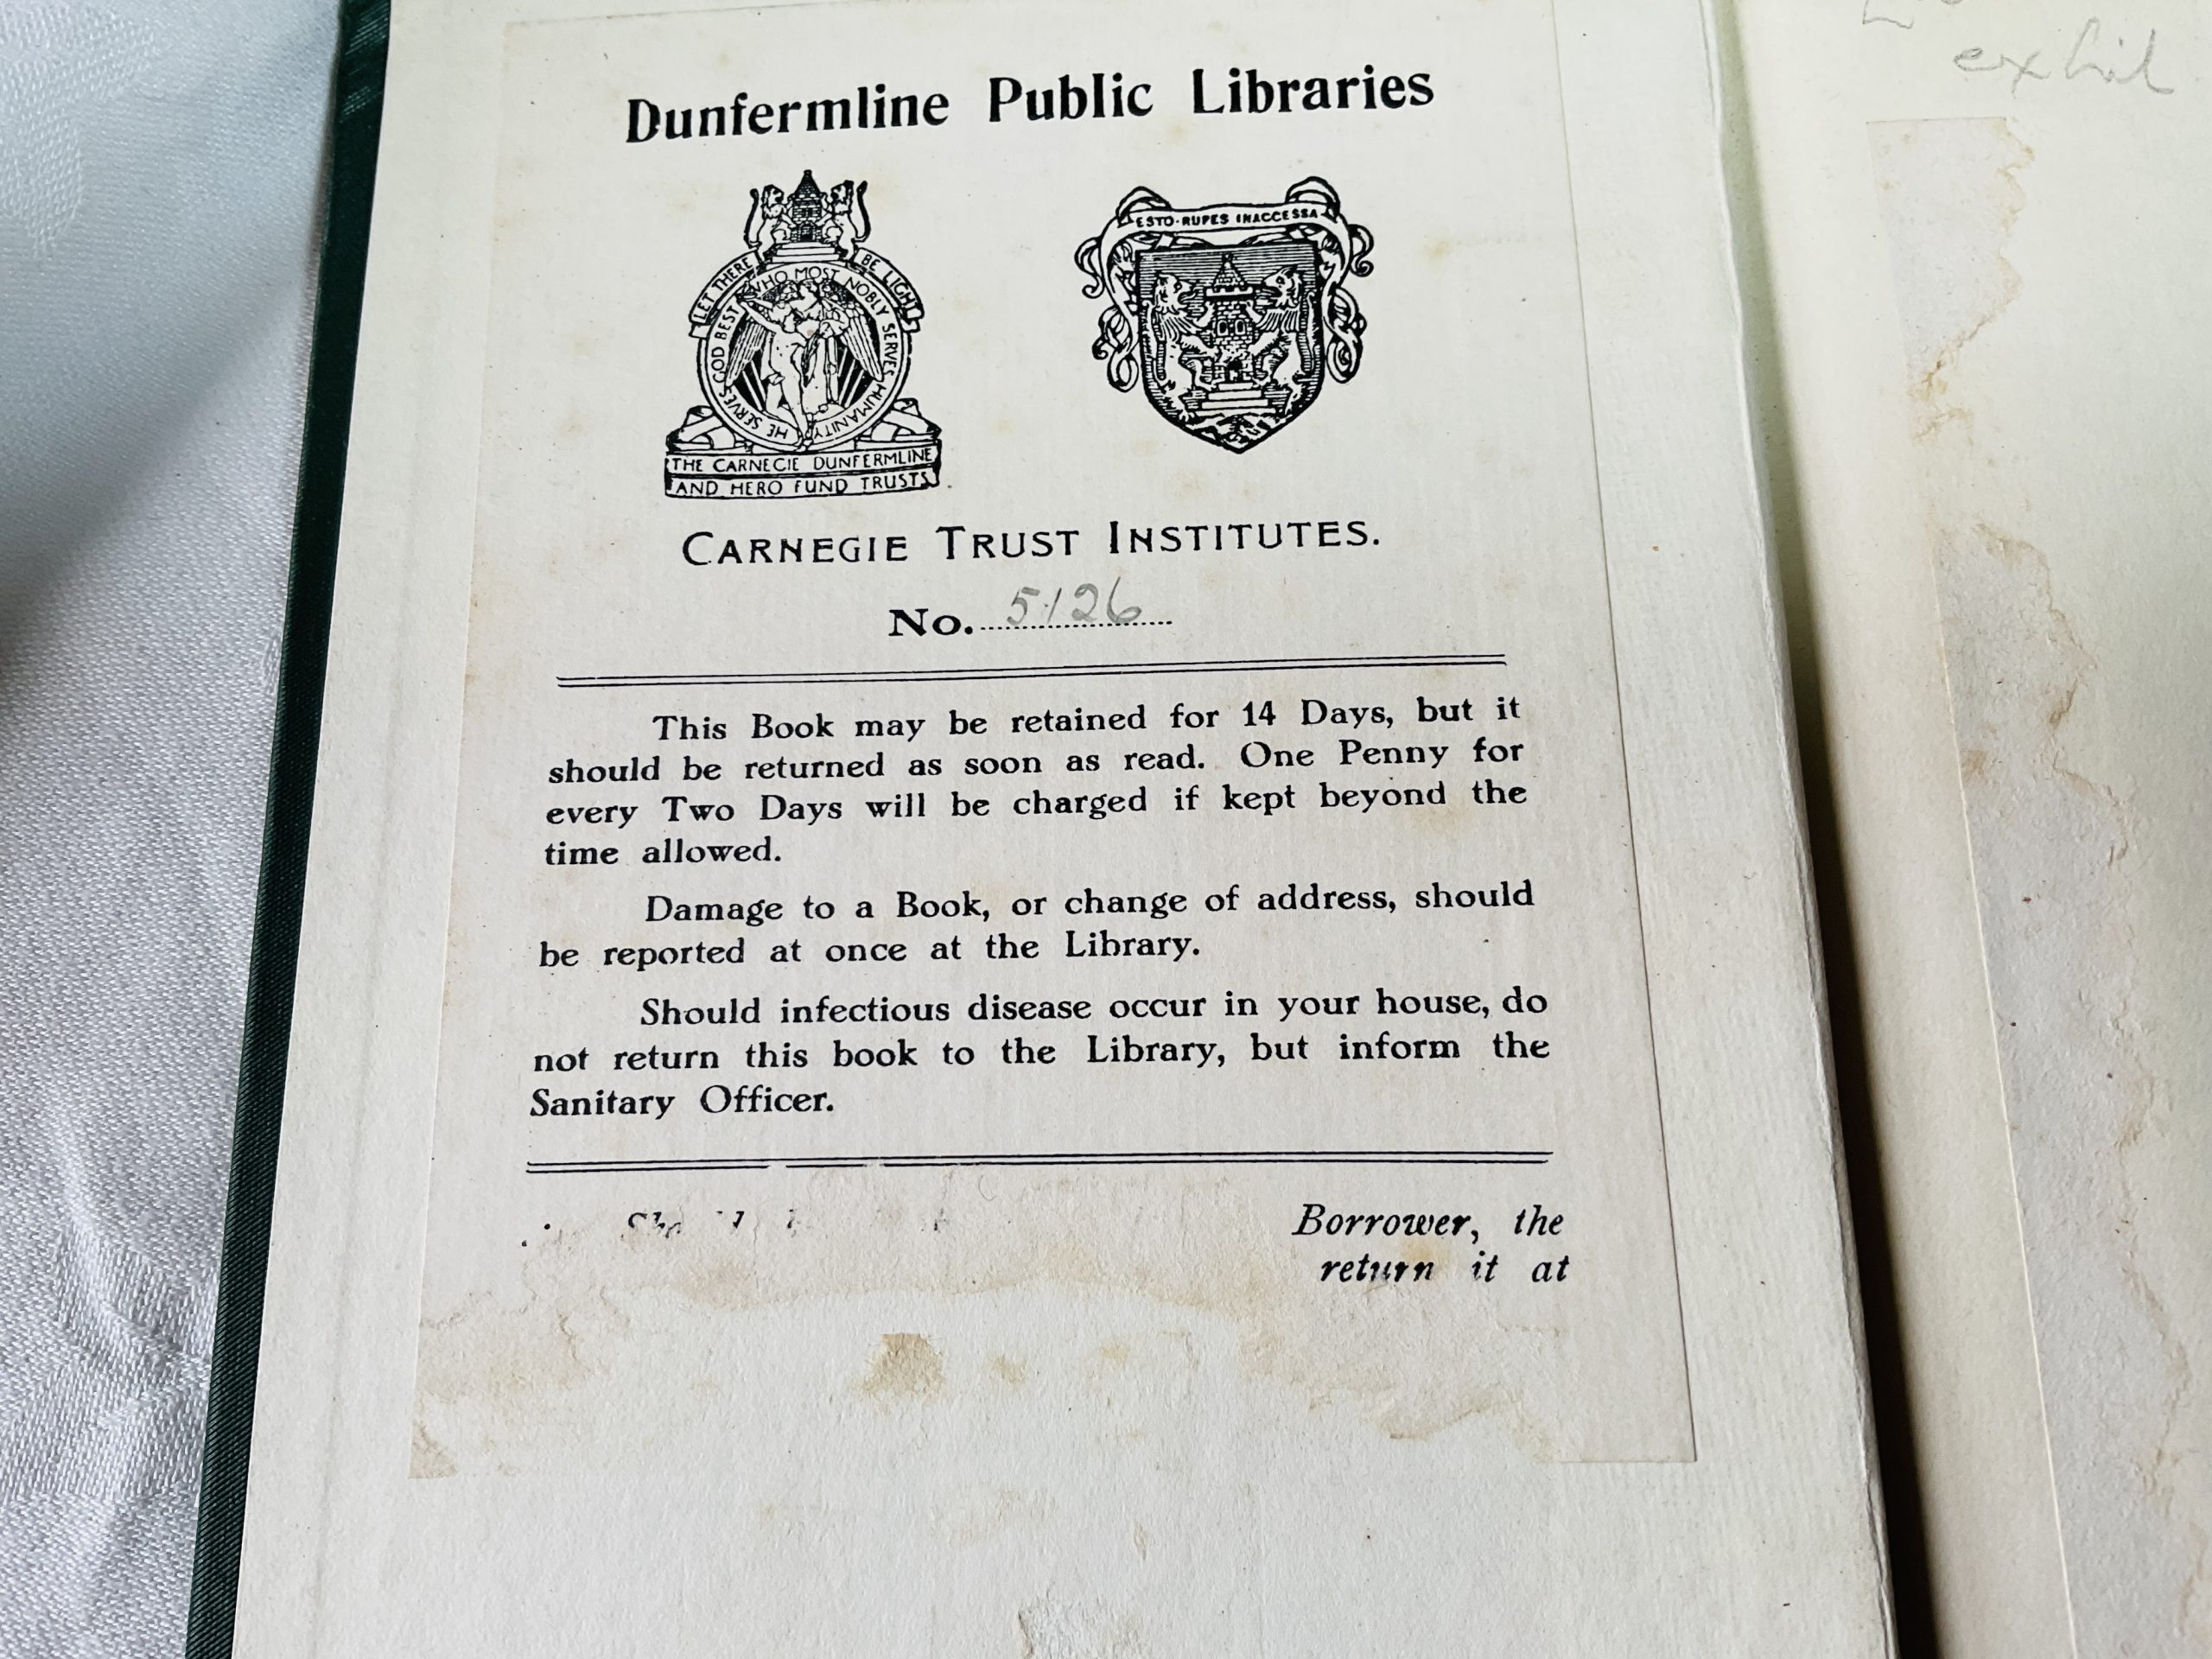 Dunfermline Public Libraries
LET THERE BE LIGHT
HE SERVES GOD BEST WHO MOST NOBLY SERVES HUMANITY
THE CARNEGIE DUNFERMLINE
AND HERO FUND TRUSTS
ESTO·RUPES INACCESSA
CARNEGIE TRUST INSTITUTES.
No. 5126
This Book may be retained for 14 Days, but it
should be returned as soon as read. One Penny for
every Two Days will be charged if kept beyond the
time allowed.
Damage to a Book, or change of address, should
be reported at once at the Library.
Should infectious disease occur in your house, do
not return this book to the Library, but inform the
Sanitary Officer.
Borrower, the
return it at